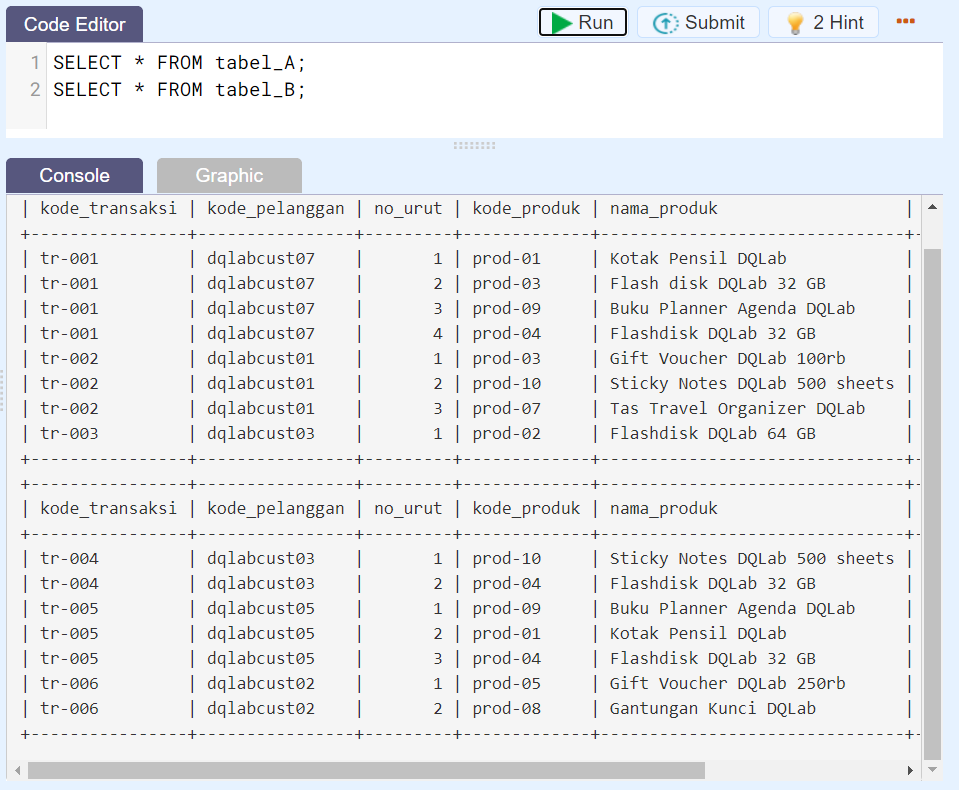 Code Editor Run Submit 2 Hint
1 SELECT * FROM tabel_A;
2 SELECT * FROM tabel_B;
Console Graphic
| kode_transaksi | kode_pelanggan | no_urut | kode_produk | nama_produk |
+----------------+----------------+---------+-------------+-------------------------------+-
| tr-001 | dqlabcust07 | 1 | prod-01 | Kotak Pensil DQLab |
| tr-001 | dqlabcust07 | 2 | prod-03 | Flash disk DQLab 32 GB |
| tr-001 | dqlabcust07 | 3 | prod-09 | Buku Planner Agenda DQLab |
| tr-001 | dqlabcust07 | 4 | prod-04 | Flashdisk DQLab 32 GB |
| tr-002 | dqlabcust01 | 1 | prod-03 | Gift Voucher DQLab 100rb |
| tr-002 | dqlabcust01 | 2 | prod-10 | Sticky Notes DQLab 500 sheets |
| tr-002 | dqlabcust01 | 3 | prod-07 | Tas Travel Organizer DQLab |
| tr-003 | dqlabcust03 | 1 | prod-02 | Flashdisk DQLab 64 GB |
+----------------+----------------+---------+-------------+-------------------------------+-
+----------------+----------------+---------+-------------+-------------------------------+-
| kode_transaksi | kode_pelanggan | no_urut | kode_produk | nama_produk |
+----------------+----------------+---------+-------------+-------------------------------+-
| tr-004 | dqlabcust03 | 1 | prod-10 | Sticky Notes DQLab 500 sheets |
| tr-004 | dqlabcust03 | 2 | prod-04 | Flashdisk DQLab 32 GB |
| tr-005 | dqlabcust05 | 1 | prod-09 | Buku Planner Agenda DQLab |
| tr-005 | dqlabcust05 | 2 | prod-01 | Kotak Pensil DQLab |
| tr-005 | dqlabcust05 | 3 | prod-04 | Flashdisk DQLab 32 GB |
| tr-006 | dqlabcust02 | 1 | prod-05 | Gift Voucher DQLab 250rb |
| tr-006 | dqlabcust02 | 2 | prod-08 | Gantungan Kunci DQLab |
+----------------+----------------+---------+-------------+-------------------------------+-